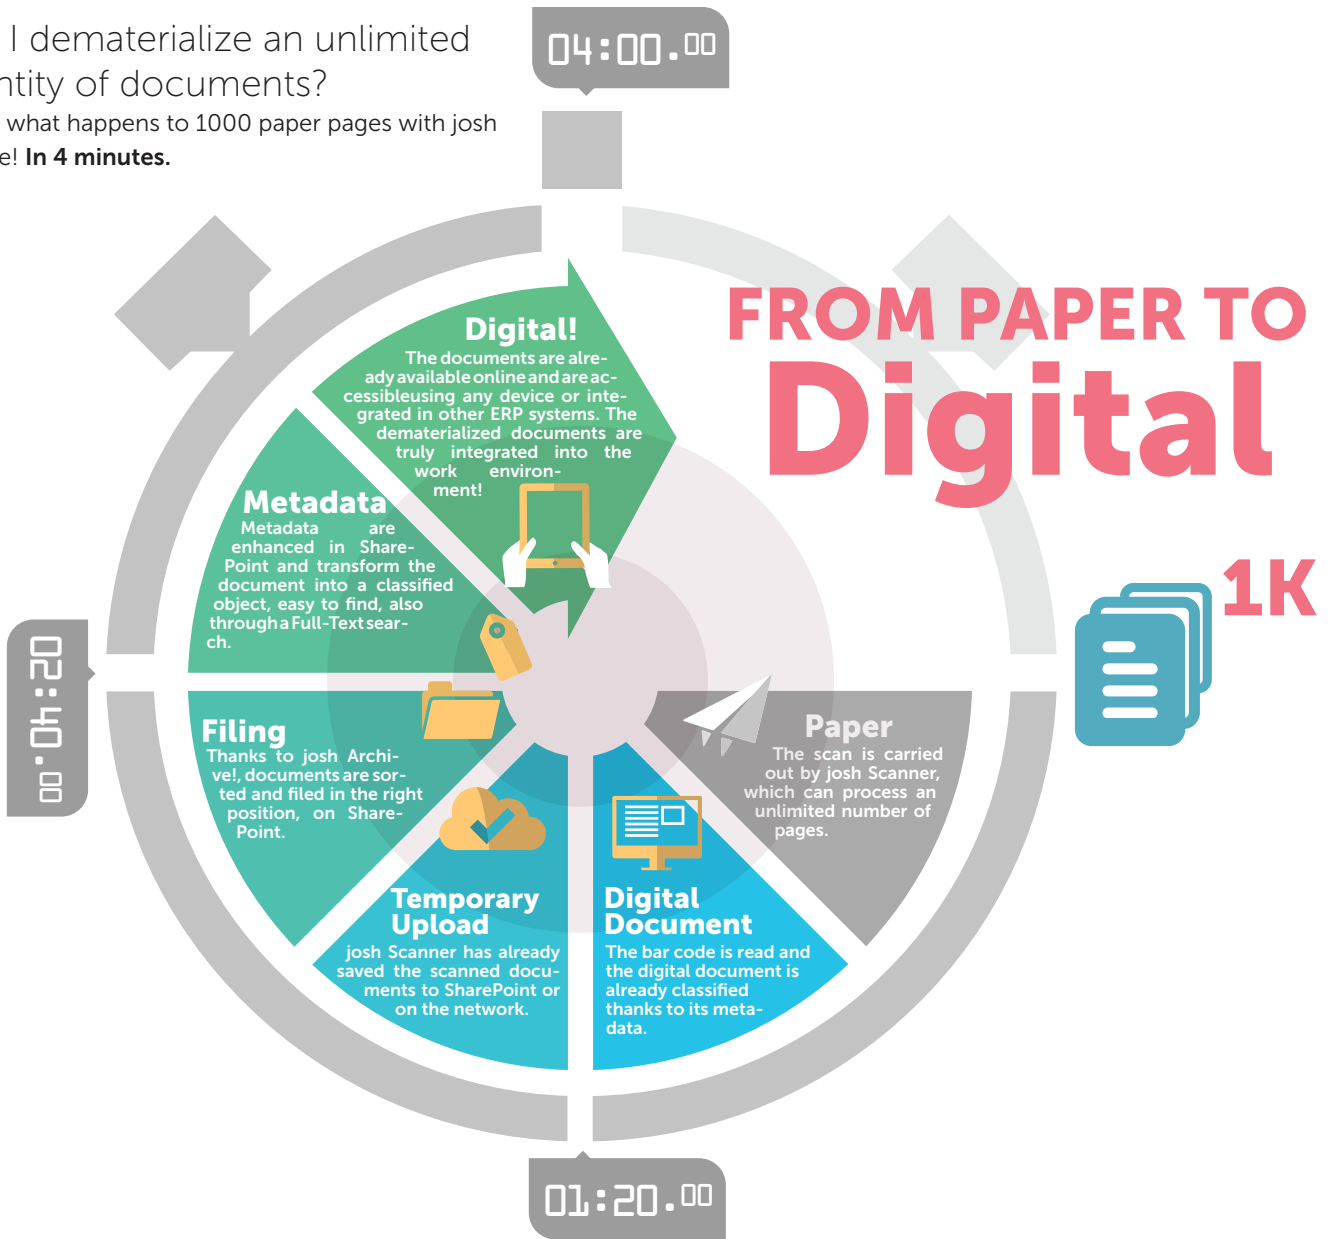 I dematerialize an unlimited
ntity of documents?
what happens to 1000 paper pages with josh
e! In 4 minutes.
04:00.00
FROM PAPER TO
Digital
1K
Digital!
The documents are alre-
ady available online and are ac-
cessibleusing any device or inte-
grated in other ERP systems. The
dematerialized documents are
truly integrated into the
work environ-
ment!
Metadata
Metadata are
enhanced in Share-
Point and transform the
document into a classified
object, easy to find, also
through a Full-Text sear-
ch.
02:40.00
Filing
Thanks to josh Archi-
ve!, documents are sor-
ted and filed in the right
position, on Share-
Point.
Paper
The scan is carried
out by josh Scanner,
which can process an
unlimited number of
pages.
Temporary
Upload
josh Scanner has already
saved the scanned docu-
ments to SharePoint or
on the network.
Digital
Document
The bar code is read and
the digital document is
already classified
thanks to its meta-
data.
01:20.00